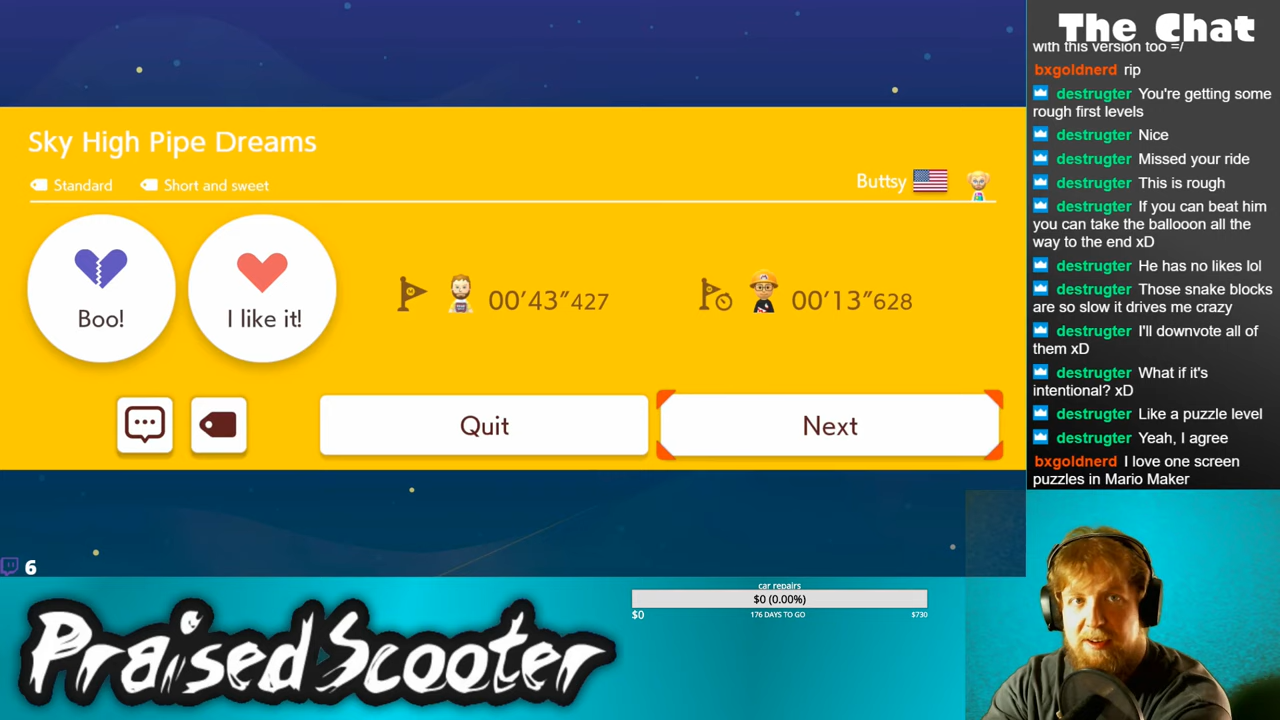 Sky High Pipe Dreams
Standard Short and sweet
Buttsy
Boo!
I like it!
M
00'43"427
00'13"628
Quit
Next
6
PraisedScooter
car repairs
$0 (0.00%)
$0 176 DAYS TO GO $730
The Chat
with this version too =/
bxgoldnerd rip
destrugter You're getting some
rough first levels
destrugter Nice
destrugter Missed your ride
destrugter This is rough
destrugter If you can beat him
you can take the ballooon all the
way to the end xD
destrugter He has no likes lol
destrugter Those snake blocks
are so slow it drives me crazy
destrugter I'll downvote all of
them xD
destrugter What if it's
intentional? xD
destrugter Like a puzzle level
destrugter Yeah, I agree
bxgoldnerd I love one screen
puzzles in Mario Maker